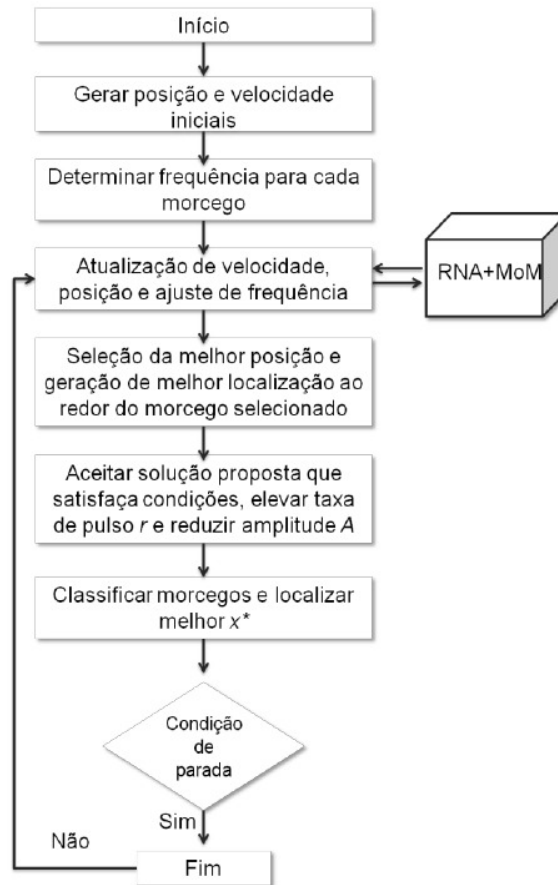 Início
Gerar posição e velocidade
iniciais
Determinar frequência para cada
morcego
Atualização de velocidade,
posição e ajuste de frequência
RNA+MoM
Seleção da melhor posição e
geração de melhor localização ao
redor do morcego selecionado
Aceitar solução proposta que
satisfaça condições, elevar taxa
de pulso r e reduzir amplitude A
Classificar morcegos e localizar
melhor x*
Condição
de
parada
Sim
Não
Fim